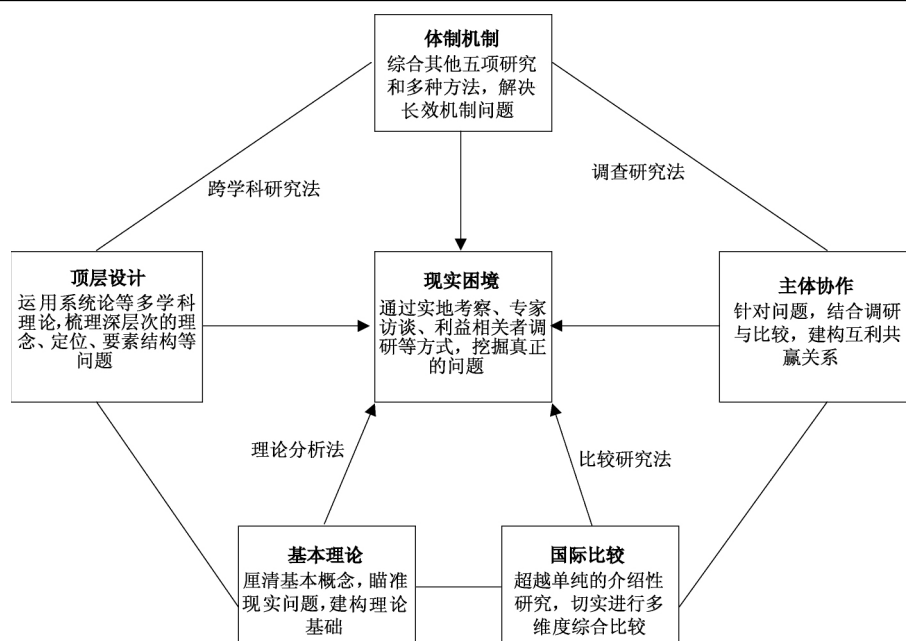 体制机制
综合其他五项研究
和多种方法，解决
长效机制问题
跨学科研究法
调查研究法
顶层设计
运用系统论等多学科
理论,梳理深层次的理
念、定位、要素结构等
问题
现实困境
通过实地考察、专家
访谈、利益相关者调
研等方式，挖掘真正
的问题
主体协作
针对问题，结合调研
与比较，建构互利共
赢关系
理论分析法
比较研究法
基本理论
厘清基本概念，瞄准
现实问题，建构理论
基础
国际比较
超越单纯的介绍性
研究，切实进行多
维度综合比较